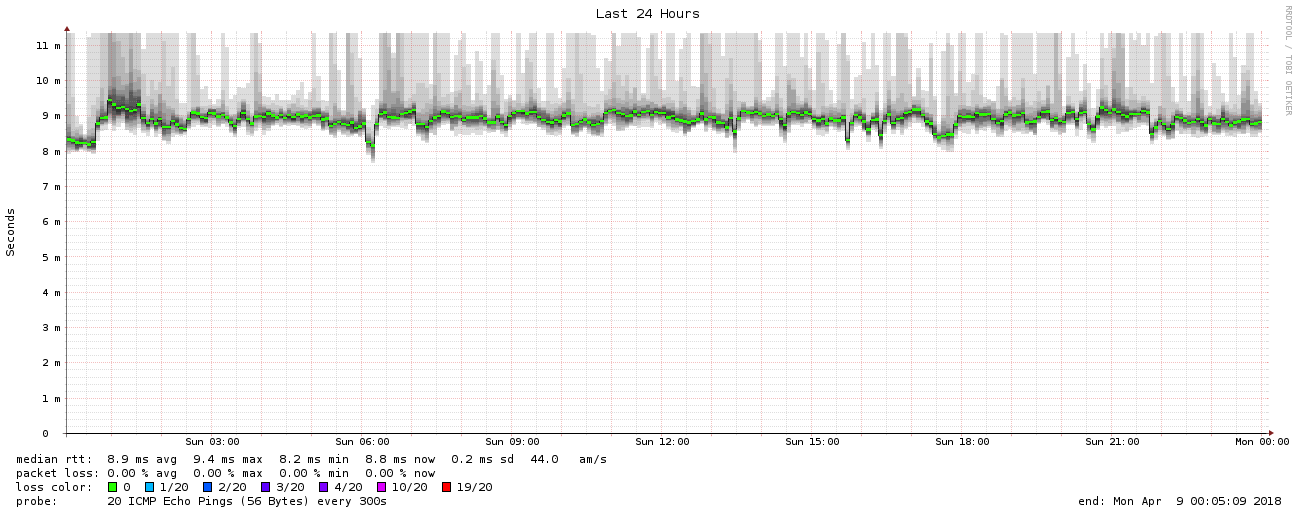 Last 24 Hours
RRDTOOL / TOBI OETIKER
Seconds
11 m
10 m
9 m
8 m
7 m
6 m
5 m
4 m
3 m
2 m
1 m
0
Sun 03:00 Sun 06:00 Sun 09:00 Sun 12:00 Sun 15:00 Sun 18:00 Sun 21:00 Mon 00:00
median rtt: 8.9 ms avg 9.4 ms max 8.2 ms min 8.8 ms now 0.2 ms sd 44.0 am/s
packet loss: 0.00 % avg 0.00 % max 0.00 % min 0.00 % now
loss color: 0 1/20 2/20 3/20 4/20 10/20 19/20
probe: 20 ICMP Echo Pings (56 Bytes) every 300s end: Mon Apr 9 00:05:09 2018